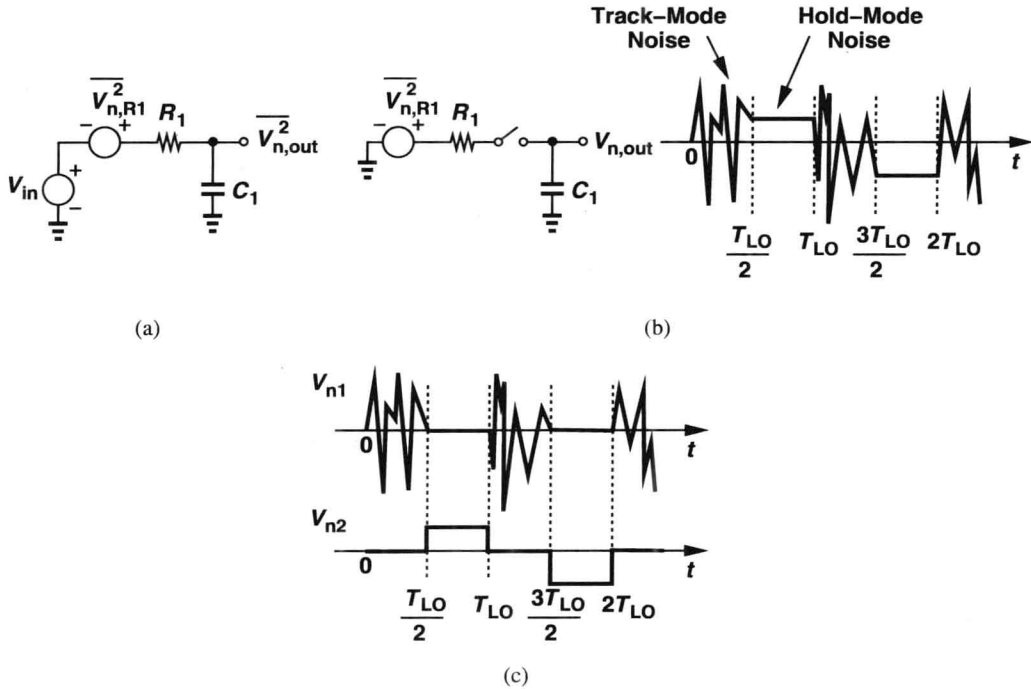 V²n,R1
− +
R1
V²n,out
Vin
+
−
C1
(a)
V²n,R1
− +
R1
Vn,out
C1
Track–Mode
Noise
Hold–Mode
Noise
0
t
TLO
2
TLO
3TLO
2
2TLO
(b)
Vn1
0
t
Vn2
0
t
TLO
2
TLO
3TLO
2
2TLO
(c)